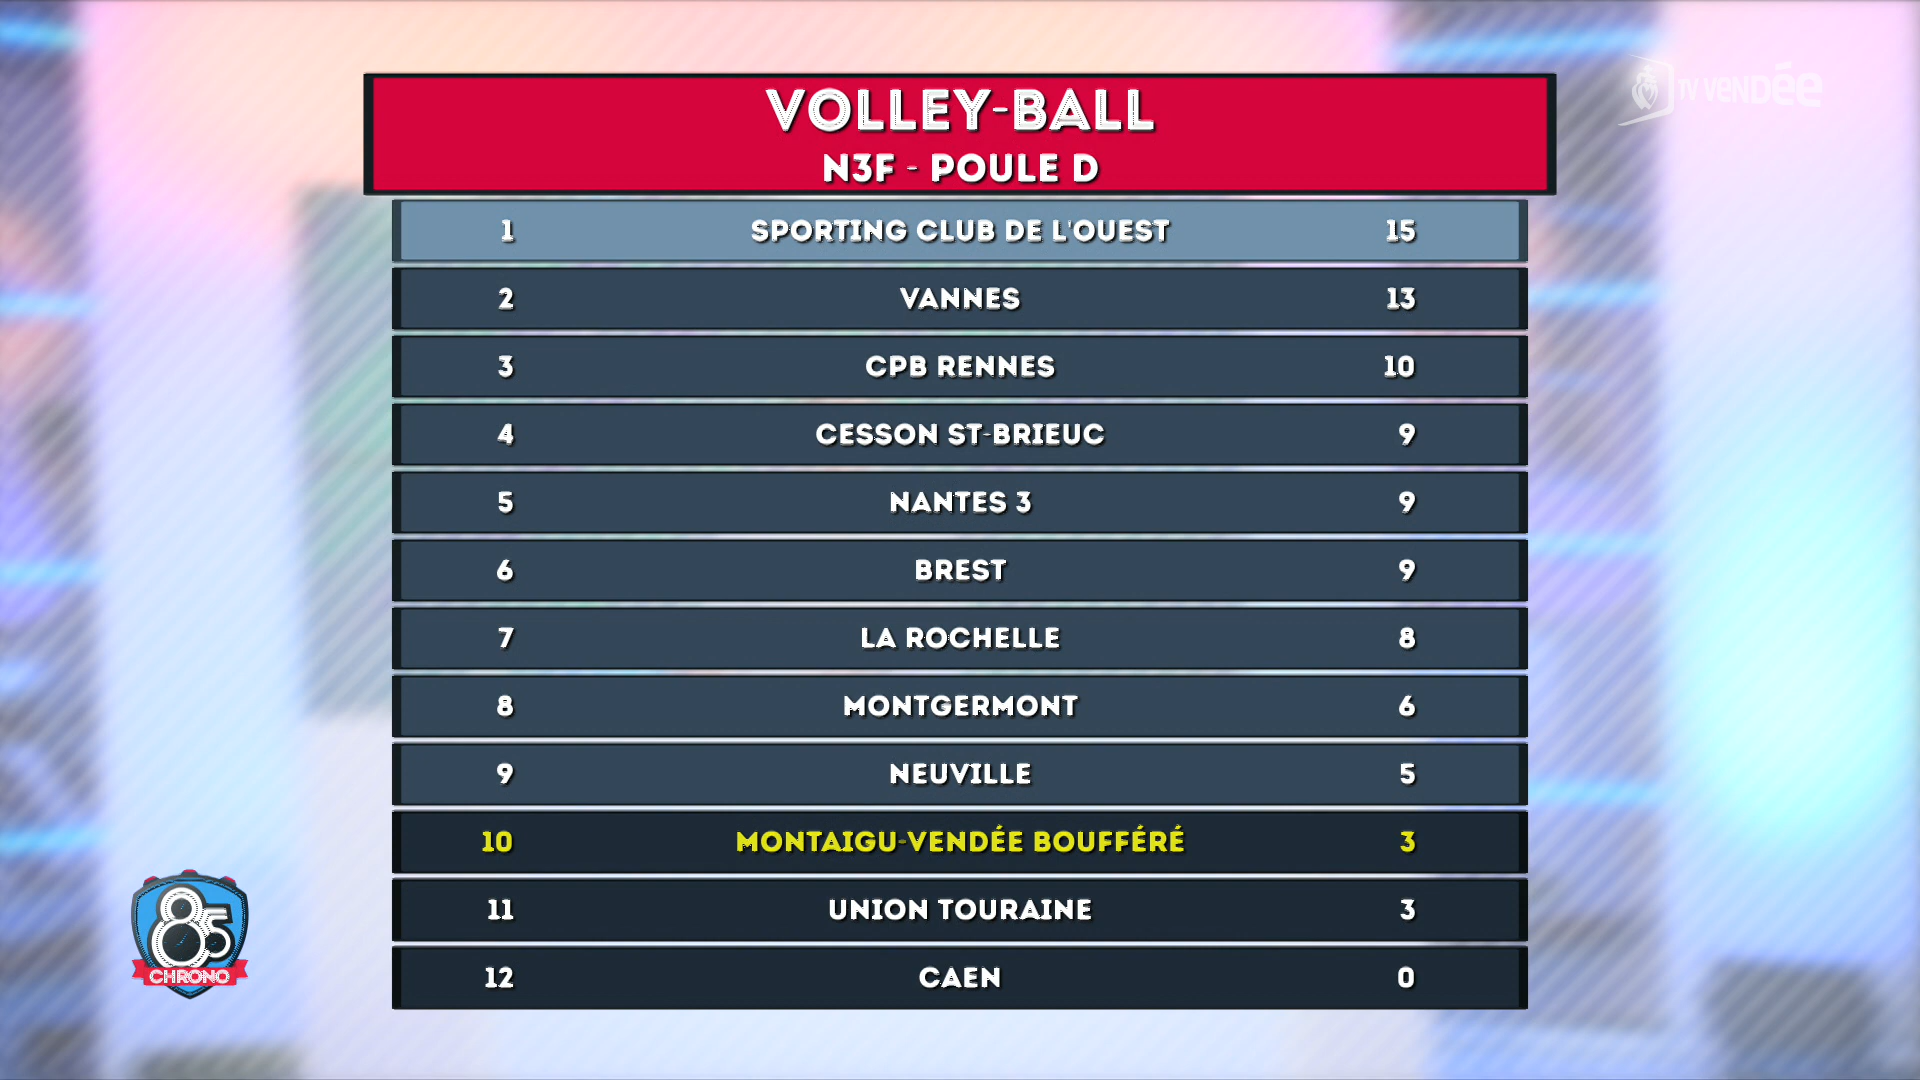 VOLLEY-BALL
N3F - POULE D
TV VENDÉE
1 SPORTING CLUB DE L'OUEST 15
2 VANNES 13
3 CPB RENNES 10
4 CESSON ST-BRIEUC 9
5 NANTES 3 9
6 BREST 9
7 LA ROCHELLE 8
8 MONTGERMONT 6
9 NEUVILLE 5
10 MONTAIGU-VENDÉE BOUFFÉRÉ 3
11 UNION TOURAINE 3
12 CAEN 0
85
CHRONO